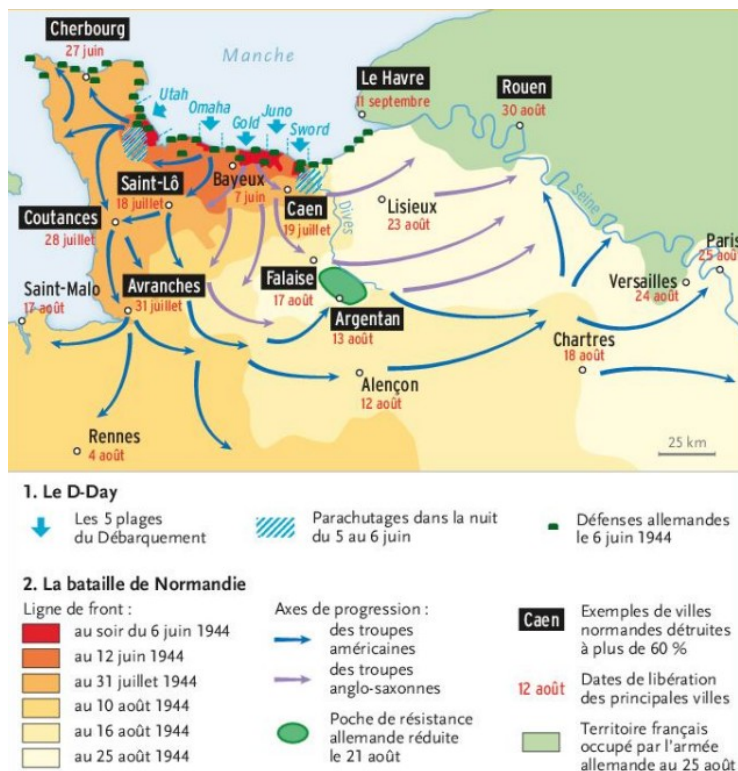 Cherbourg
27 juin
Manche
Utah
Omaha
Gold
Juno
Sword
Le Havre
11 septembre
Rouen
30 août
Saint-Lô
18 juillet
Bayeux
7 juin
Caen
19 juillet
Dives
Lisieux
23 août
Seine
Coutances
28 juillet
Paris
25 août
Saint-Malo
17 août
Avranches
31 juillet
Falaise
17 août
Versailles
24 août
Argentan
13 août
Chartres
18 août
Alençon
12 août
Rennes
4 août
25 km
1. Le D-Day
Les 5 plages
du Débarquement
Parachutages dans la nuit
du 5 au 6 juin
Défenses allemandes
le 6 juin 1944
2. La bataille de Normandie
Ligne de front :
au soir du 6 juin 1944
au 12 juin 1944
au 31 juillet 1944
au 10 août 1944
au 16 août 1944
au 25 août 1944
Axes de progression :
des troupes
américaines
des troupes
anglo-saxonnes
Poche de résistance
allemande réduite
le 21 août
Caen
Exemples de villes
normandes détruites
à plus de 60 %
12 août
Dates de libération
des principales villes
Territoire français
occupé par l'armée
allemande au 25 août